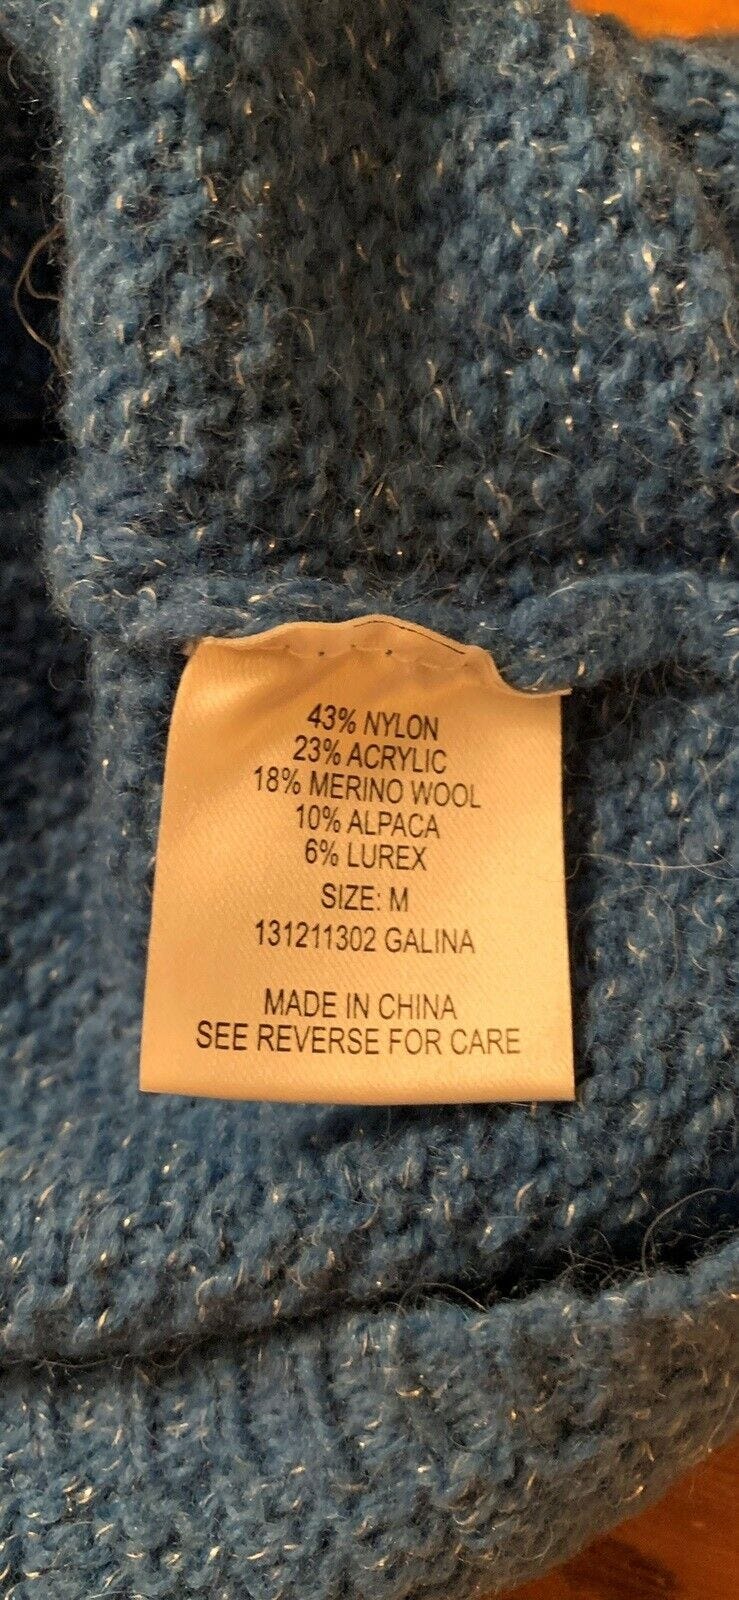 43% NYLON
23% ACRYLIC
18% MERINO WOOL
10% ALPACA
6% LUREX
SIZE: M
131211302 GALINA
MADE IN CHINA
SEE REVERSE FOR CARE